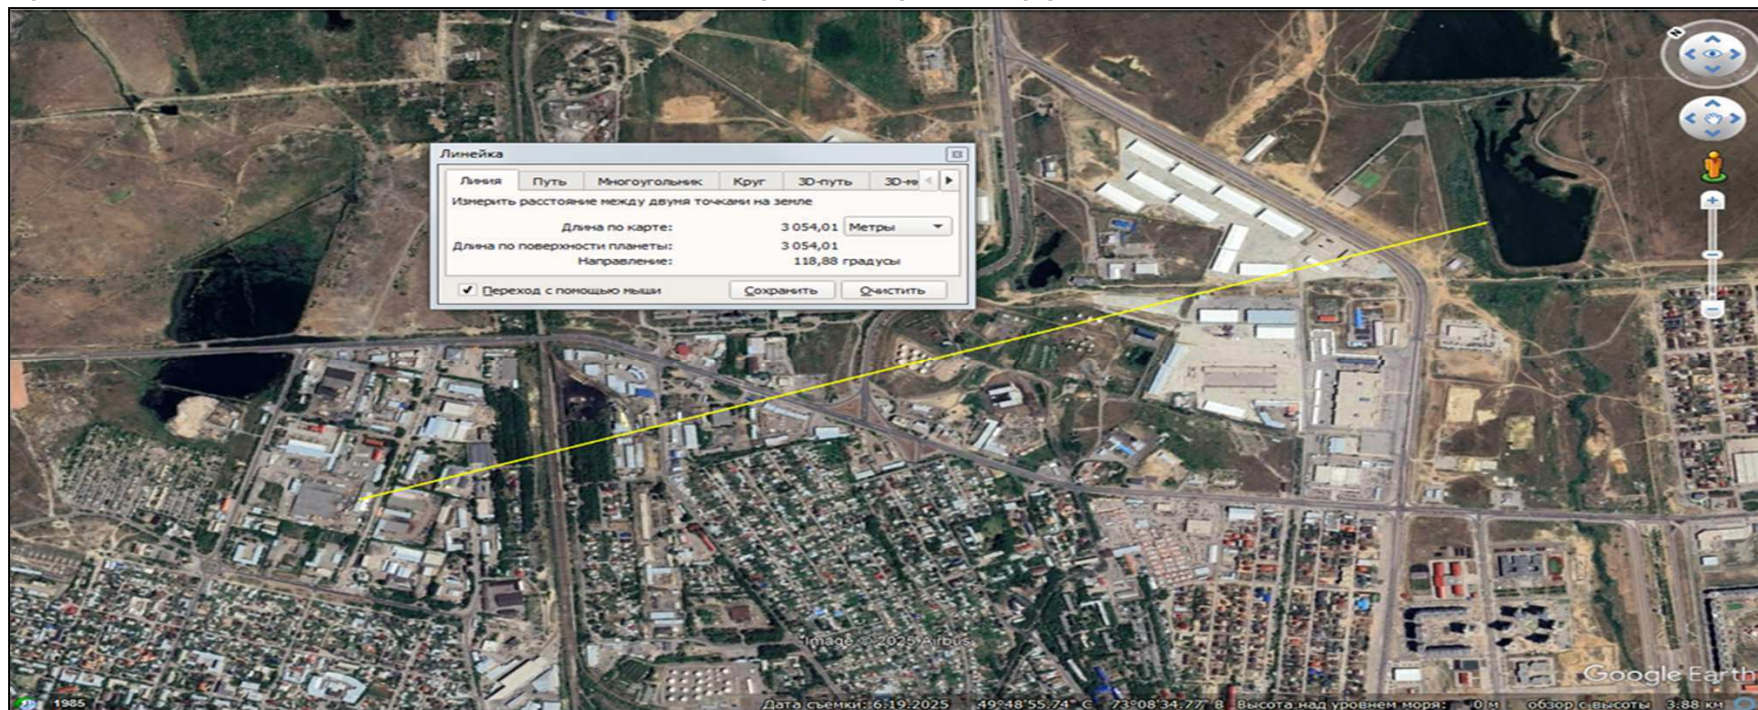 Линейка
Линия Путь Многоугольник Круг 3D-путь
Измерить расстояние между двумя точками на земле
Длина по карте: 3 054,01 Метры
Длина по поверхности планеты: 3 054,01
Направление: 118,88 градусы
Переход с помощью мыши Сохранить Очистить
N
Image © 2025 Airbus
Google Earth
1985
Дата съемки: 6.19.2025 49°48'55.74" С 73°08'34.77" В Высота над уровнем моря: 0 м обзор с высоты 3.88 км